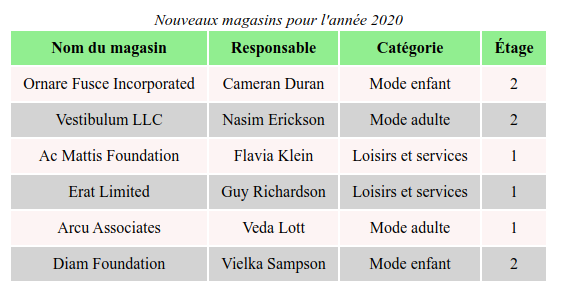 Nouveaux magasins pour l'année 2020
Nom du magasin Responsable Catégorie Étage
Ornare Fusce Incorporated Cameran Duran Mode enfant 2
Vestibulum LLC Nasim Erickson Mode adulte 2
Ac Mattis Foundation Flavia Klein Loisirs et services 1
Erat Limited Guy Richardson Loisirs et services 1
Arcu Associates Veda Lott Mode adulte 1
Diam Foundation Vielka Sampson Mode enfant 2